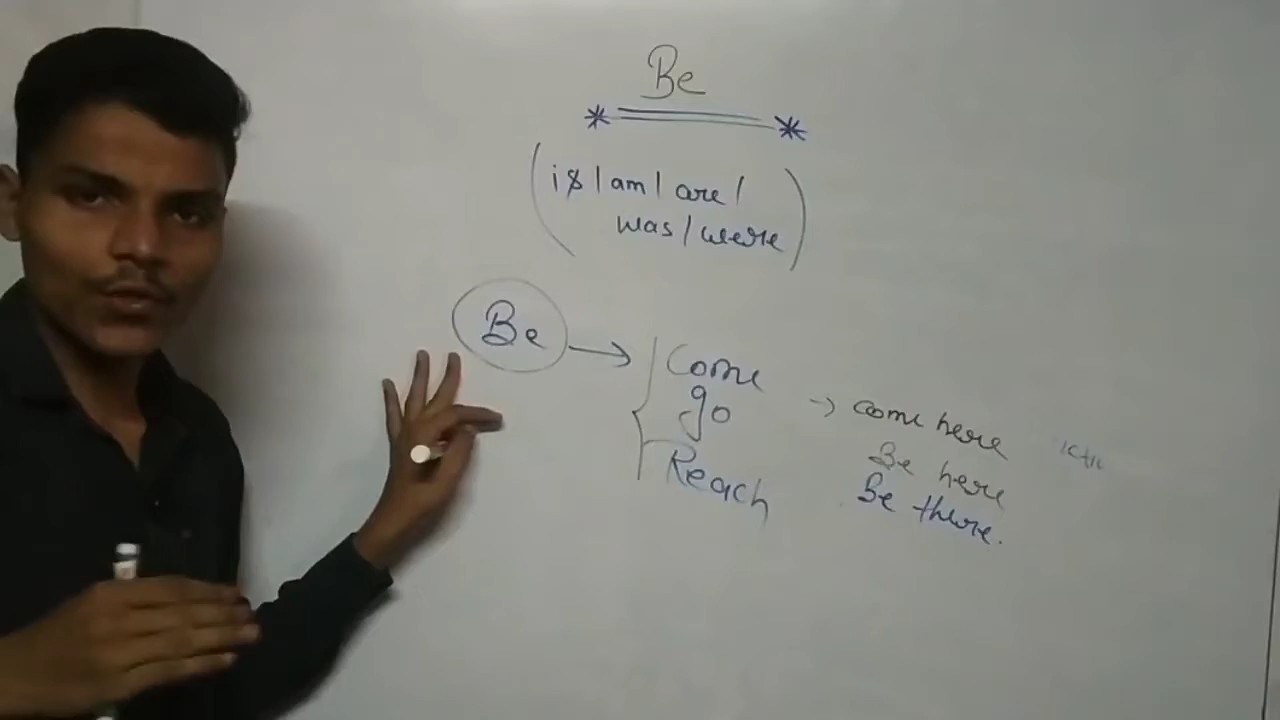 Be
(is/am/are/
was/were)
Be → { Come
go → come here
Reach Be here
Be there.